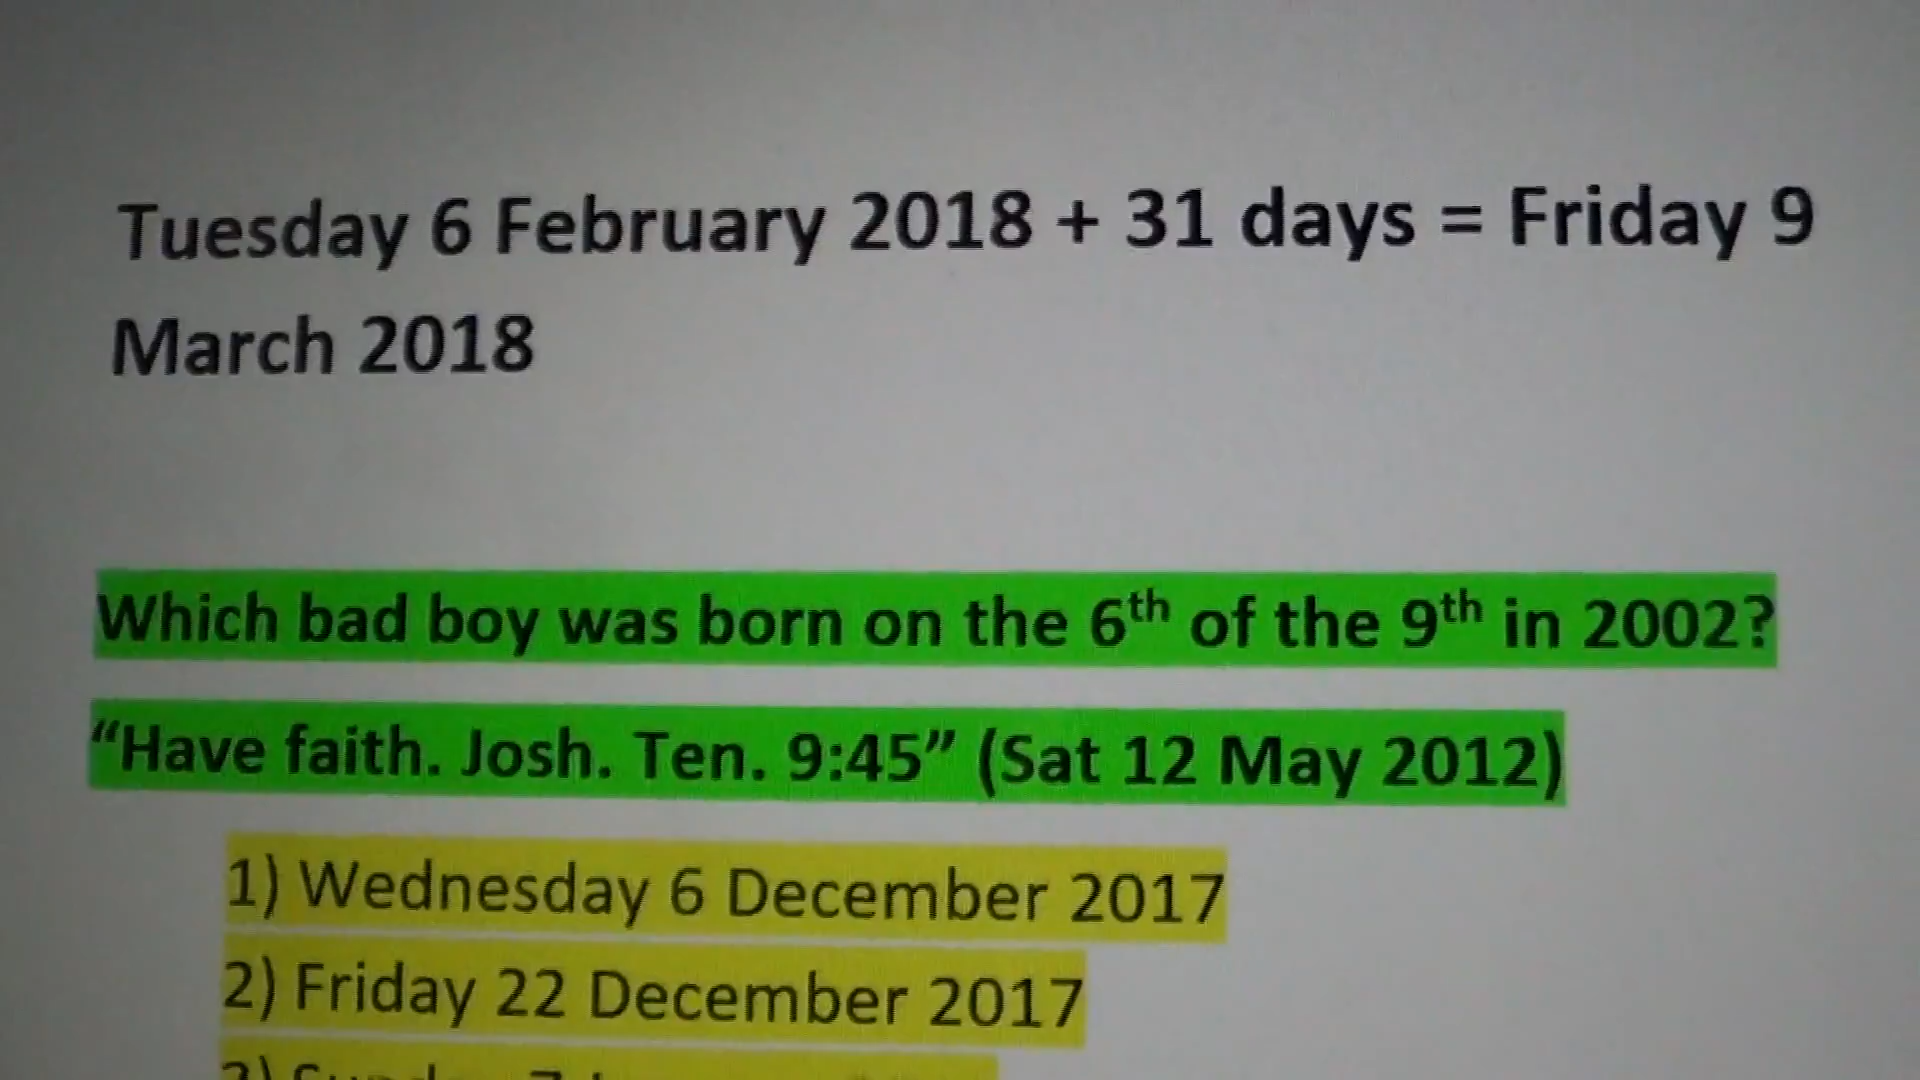 Tuesday 6 February 2018 + 31 days = Friday 9
March 2018
Which bad boy was born on the 6th of the 9th in 2002?
“Have faith. Josh. Ten. 9:45” (Sat 12 May 2012)
1) Wednesday 6 December 2017
2) Friday 22 December 2017